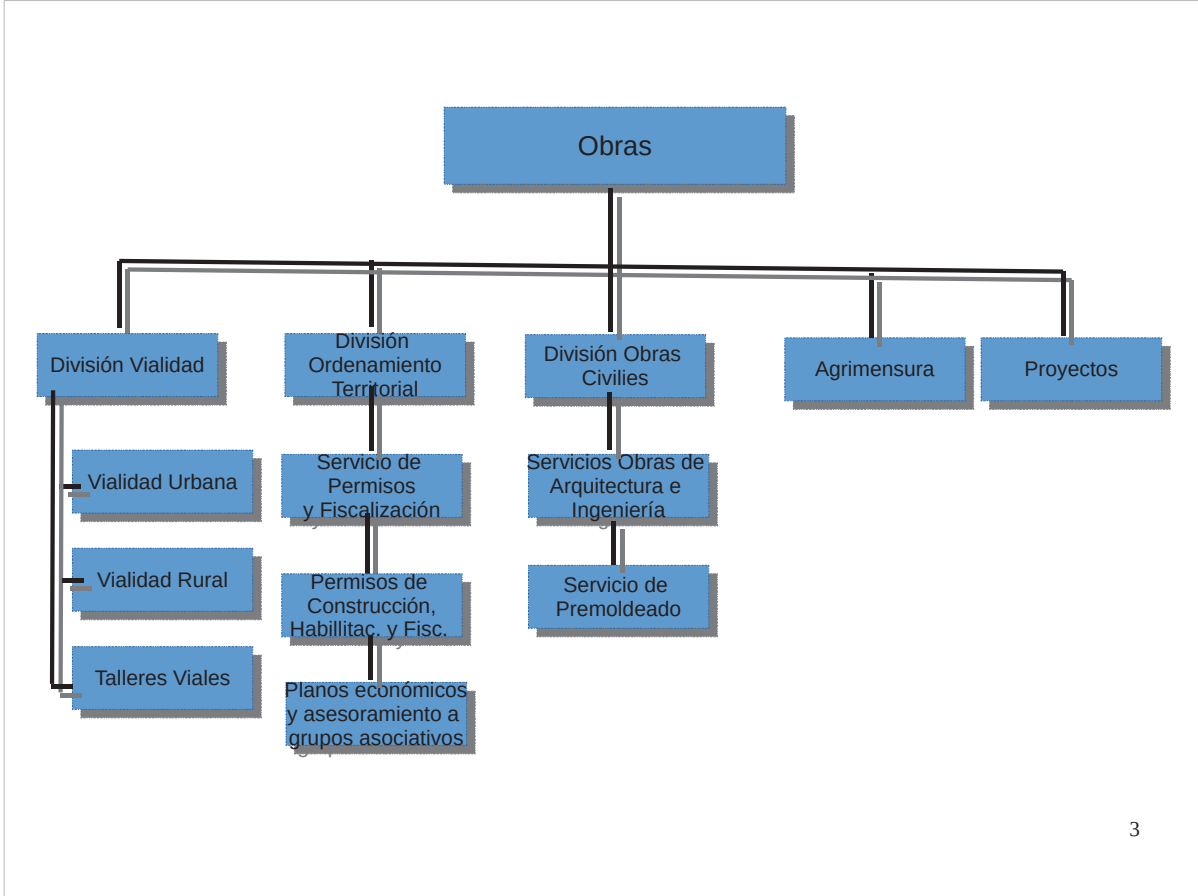 Obras
División Vialidad
División
Ordenamiento
Territorial
División Obras
Civilies
Agrimensura
Proyectos
Vialidad Urbana
Vialidad Rural
Talleres Viales
Servicio de
Permisos
y Fiscalización
Permisos de
Construcción,
Habillitac. y Fisc.
Planos económicos
y asesoramiento a
grupos asociativos
Servicios Obras de
Arquitectura e
Ingeniería
Servicio de
Premoldeado
3